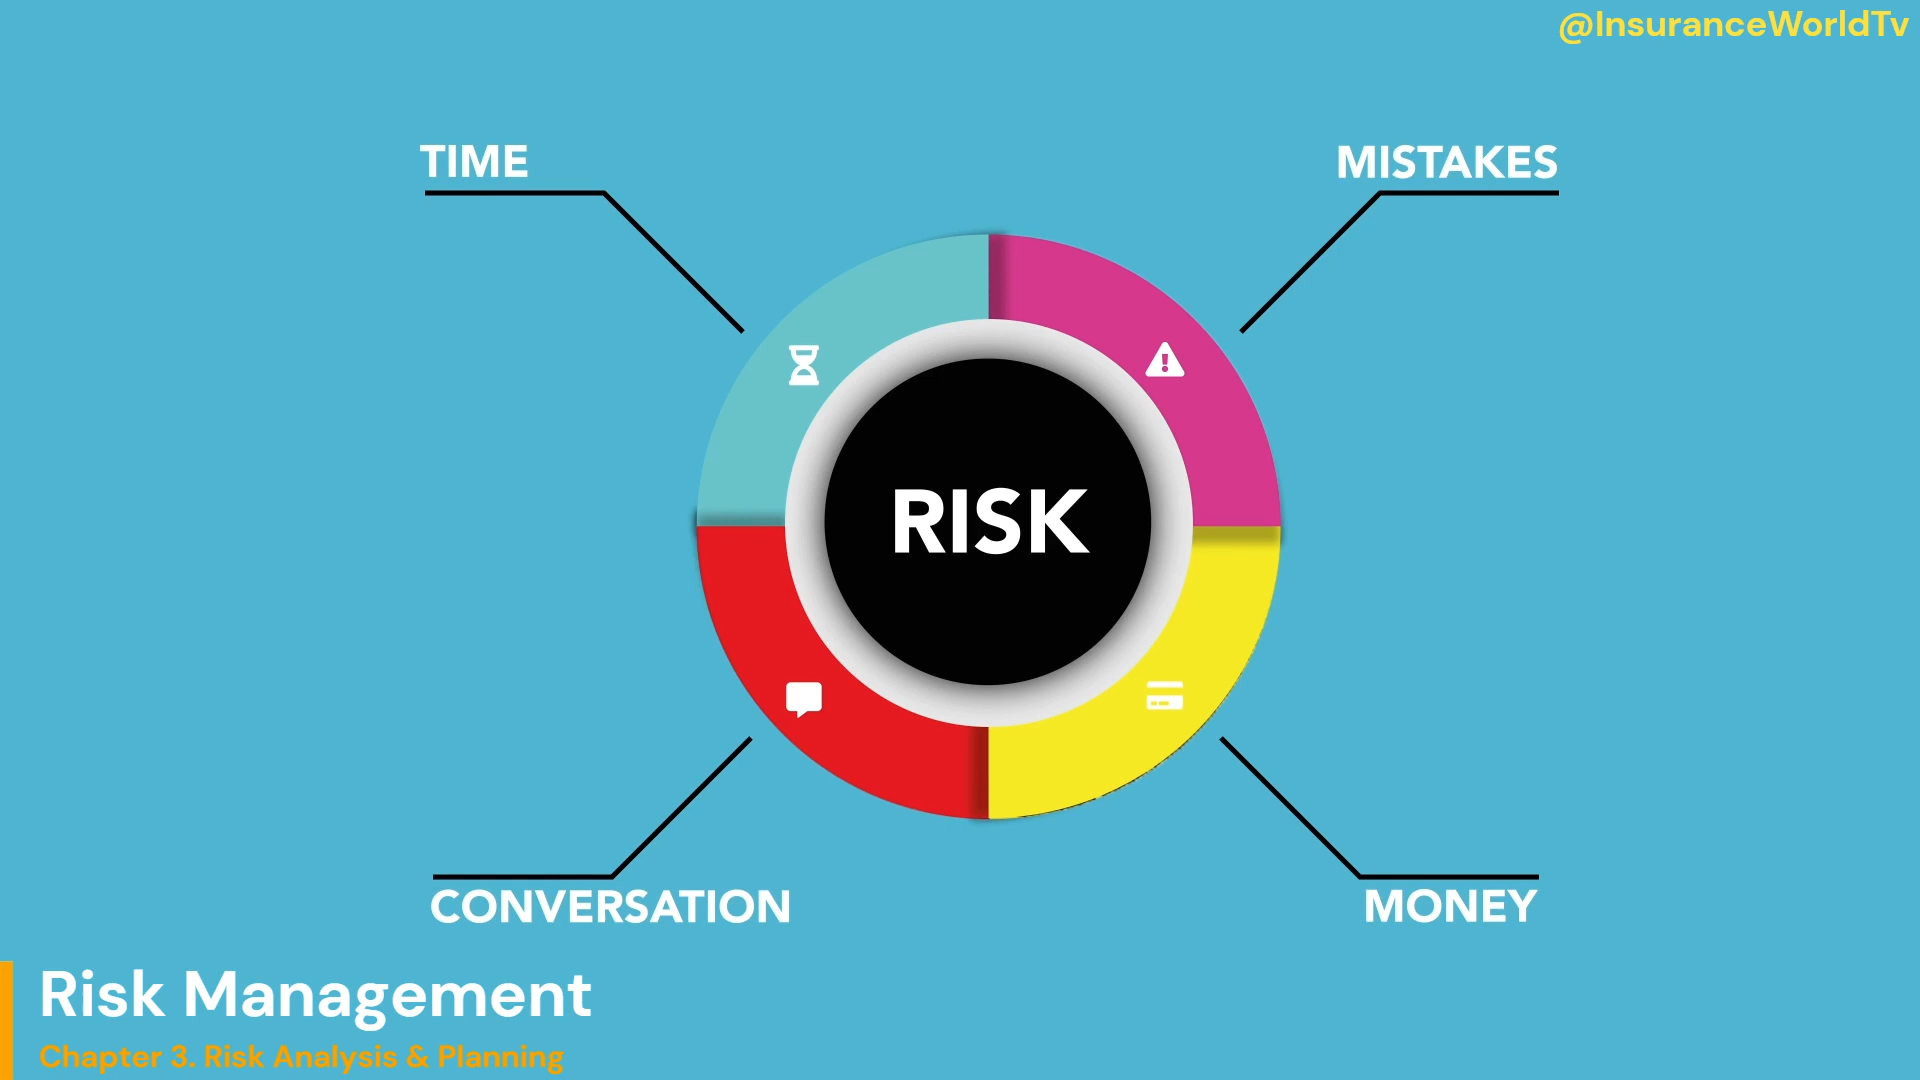 @InsuranceWorldTv
TIME
MISTAKES
RISK
CONVERSATION
MONEY
Risk Management
Chapter 3. Risk Analysis & Planning